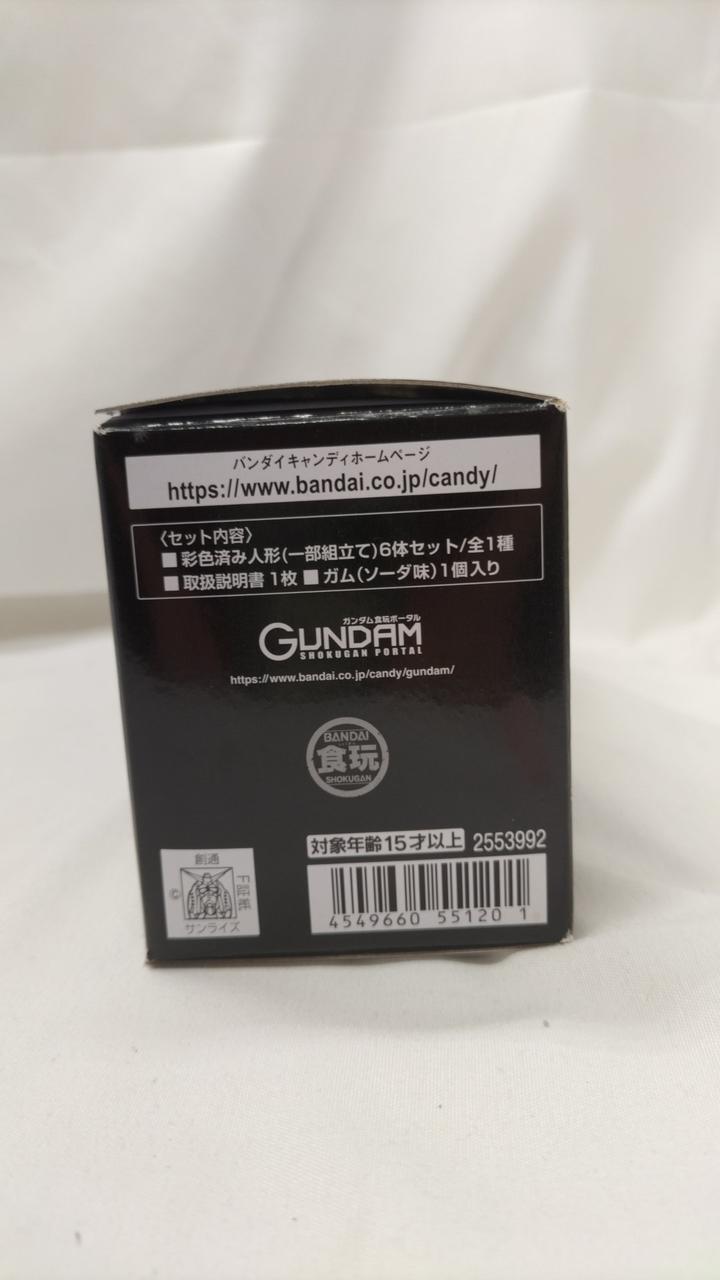 バンダイキャンディホームページ
https://www.bandai.co.jp/candy/
〈セット内容〉
■彩色済み人形(一部組立て)6体セット/全1種
■取扱説明書 1枚 ■ガム(ソーダ味)1個入り
ガンダム食玩ポータル
GUNDAM
SHOKUGAN PORTAL
https://www.bandai.co.jp/candy/gundam/
BANDAI
食玩
SHOKUGAN
対象年齢15才以上 2553992
創通
©
証紙
サンライズ
4549660 55120 1